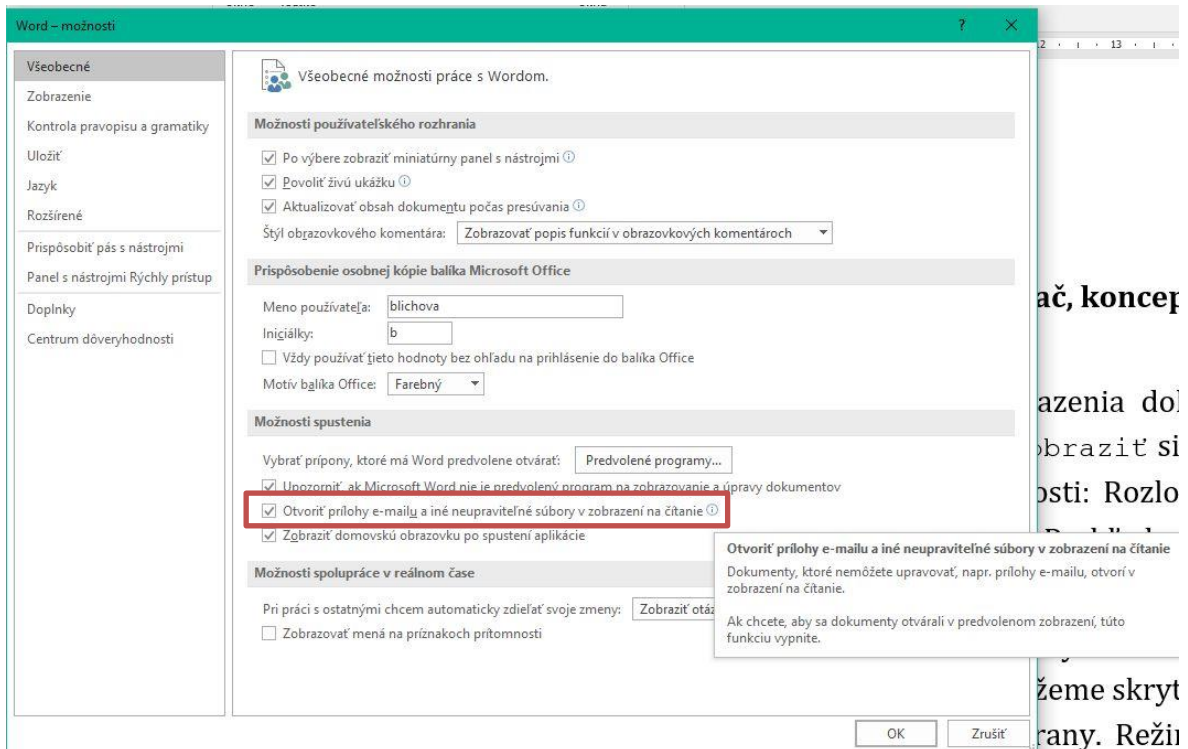 Word – možnosti ? ×
2 · ı · 13 · ı ·
Všeobecné
Zobrazenie
Kontrola pravopisu a gramatiky
Uložiť
Jazyk
Rozšírené
Prispôsobiť pás s nástrojmi
Panel s nástrojmi Rýchly prístup
Doplnky
Centrum dôveryhodnosti
Všeobecné možnosti práce s Wordom.
Možnosti používateľského rozhrania
Po výbere zobraziť miniatúrny panel s nástrojmi
Povoliť živú ukážku
Aktualizovať obsah dokumentu počas presúvania
Štýl obrazovkového komentára: Zobrazovať popis funkcií v obrazovkových komentároch
Prispôsobenie osobnej kópie balíka Microsoft Office
Meno používateľa: blichova
Iniciálky: b
Vždy používať tieto hodnoty bez ohľadu na prihlásenie do balíka Office
Motív balíka Office: Farebný
Možnosti spustenia
Vybrať prípony, ktoré má Word predvolene otvárať: Predvolené programy...
Upozorniť, ak Microsoft Word nie je predvolený program na zobrazovanie a úpravy dokumentov
Otvoriť prílohy e-mailu a iné neupraviteľné súbory v zobrazení na čítanie
Zobraziť domovskú obrazovku po spustení aplikácie
Možnosti spolupráce v reálnom čase
Pri práci s ostatnými chcem automaticky zdieľať svoje zmeny: Zobraziť otáz
Zobrazovať mená na príznakoch prítomnosti
Otvoriť prílohy e-mailu a iné neupraviteľné súbory v zobrazení na čítanie
Dokumenty, ktoré nemôžete upravovať, napr. prílohy e-mailu, otvorí v
zobrazení na čítanie.
Ak chcete, aby sa dokumenty otvárali v predvolenom zobrazení, túto
funkciu vypnite.
OK Zrušiť
ač, koncep
azenia dok
obraziť si
osti: Rozlo
žeme skryt
rany. Režin